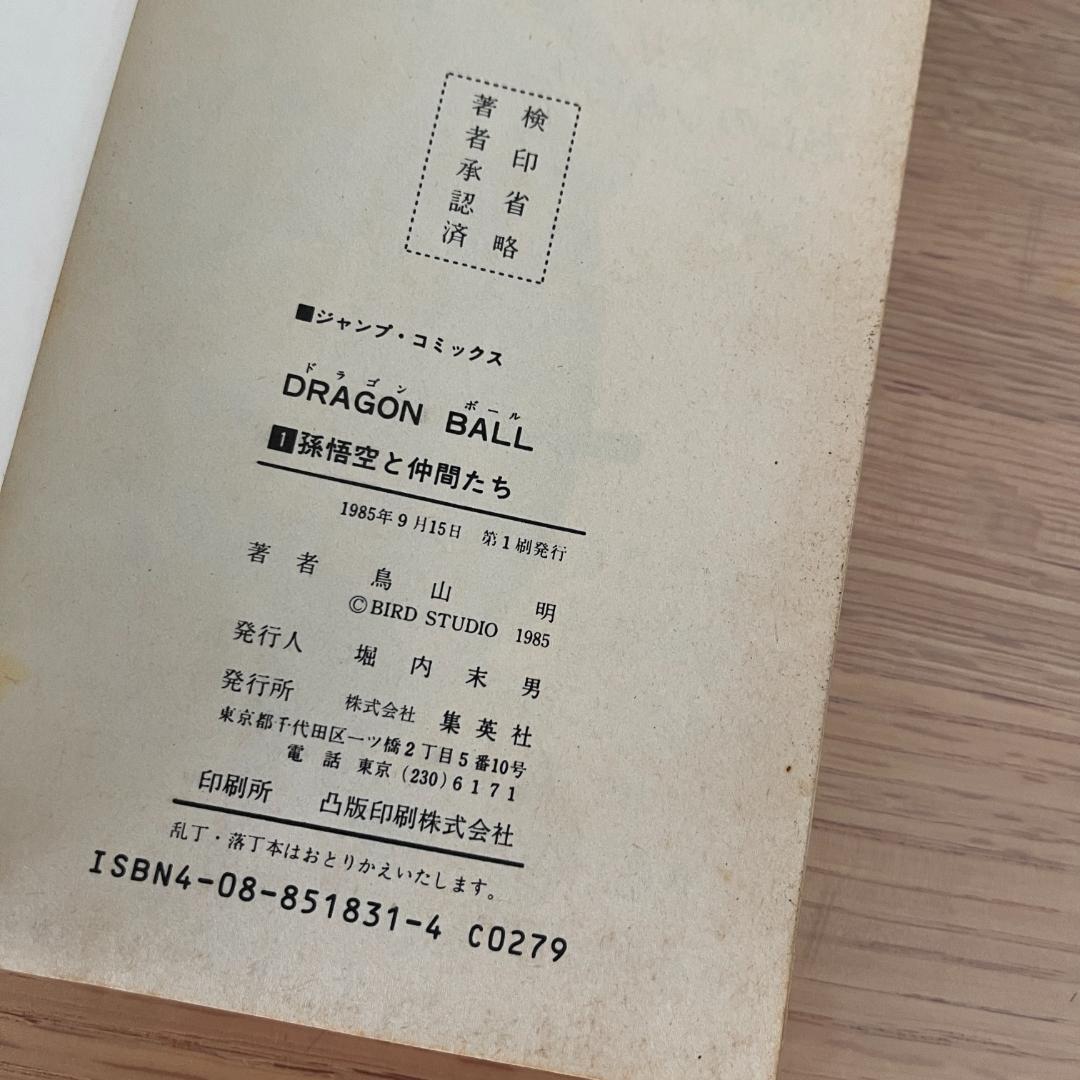 検印省略
著者承認済
■ジャンプ・コミックス
ドラゴン ボール
DRAGON BALL
1孫悟空と仲間たち
1985年9月15日 第1刷発行
著者 鳥山明
©BIRD STUDIO 1985
発行人 堀内末男
発行所 株式会社 集英社
東京都千代田区一ツ橋2丁目5番10号
電話 東京(230)6171
印刷所 凸版印刷株式会社
乱丁・落丁本はおとりかえいたします。
ISBN4-08-851831-4 C0279